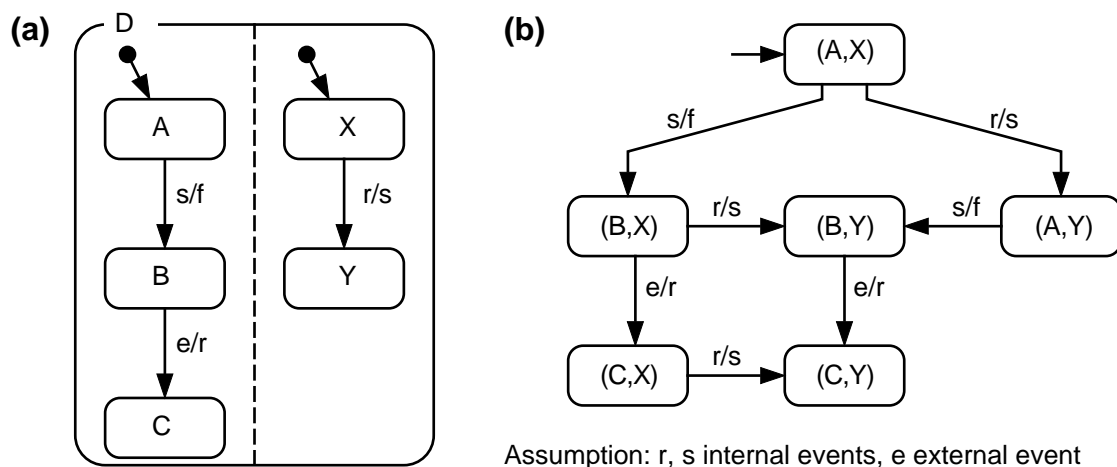 (a)
D
A
s/f
B
e/r
C
X
r/s
Y
(b)
(A,X)
s/f
r/s
(B,X)
r/s
(B,Y)
s/f
(A,Y)
e/r
e/r
(C,X)
r/s
(C,Y)
Assumption: r, s internal events, e external event